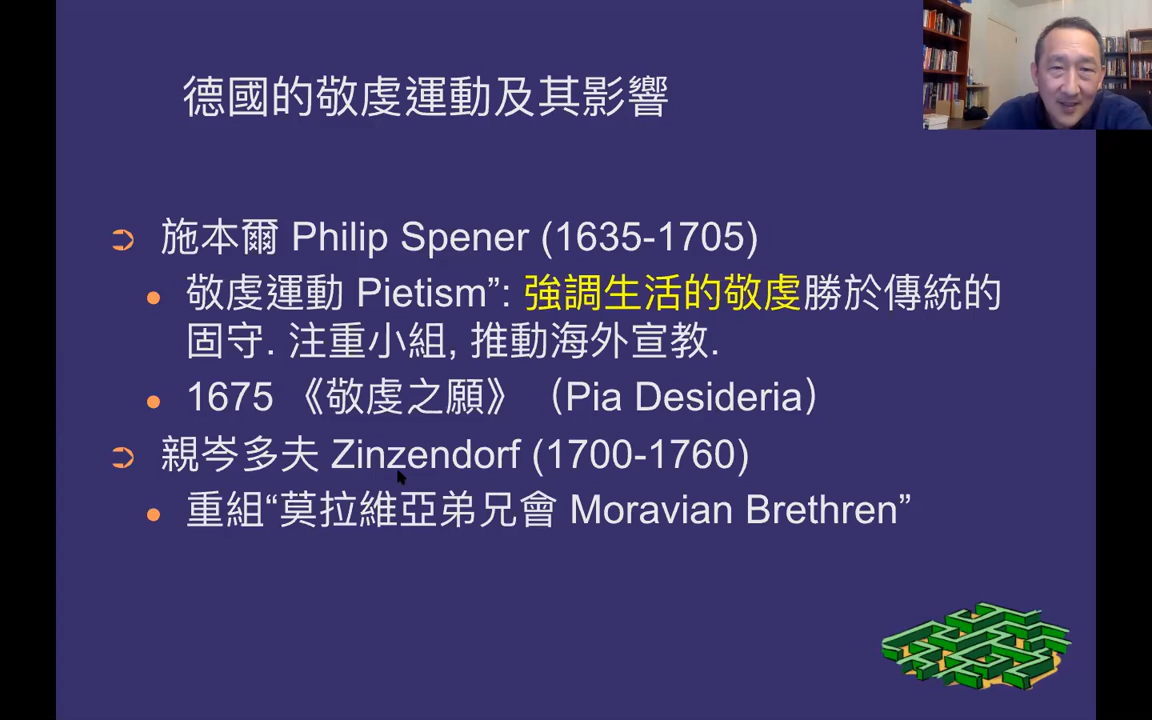 德國的敬虔運動及其影響
施本爾 Philip Spener (1635-1705)
敬虔運動 Pietism”: 強調生活的敬虔勝於傳統的
固守. 注重小組, 推動海外宣教.
1675 《敬虔之願》 （Pia Desideria）
親岑多夫 Zinzendorf (1700-1760)
重組“莫拉維亞弟兄會 Moravian Brethren”